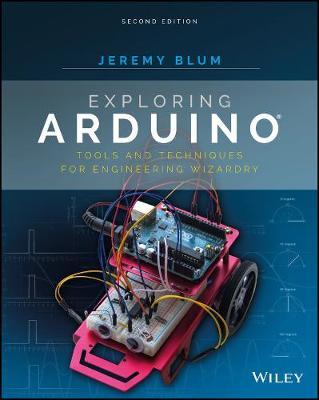 SECOND EDITION
JEREMY BLUM
EXPLORING
ARDUINO®
TOOLS AND TECHNIQUES
FOR ENGINEERING WIZARDRY
WILEY